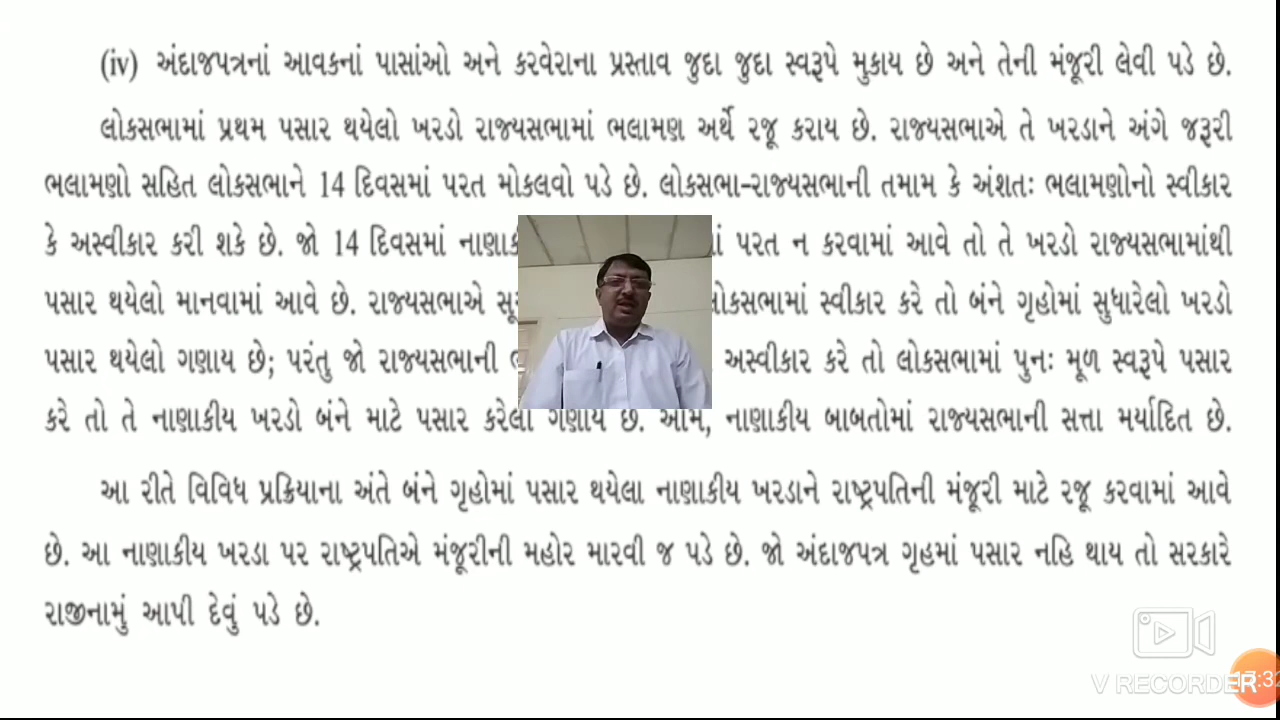 (iv) અંદાજપત્રનાં આવકનાં પાસાંઓ અને કરવેરાના પ્રસ્તાવ જુદા જુદા સ્વરૂપે મુકાય છે અને તેની મંજૂરી લેવી પડે છે.
લોકસભામાં પ્રથમ પસાર થયેલો ખરડો રાજ્યસભામાં ભલામણ અર્થે રજૂ કરાય છે. રાજ્યસભાએ તે ખરડાને અંગે જરૂરી
ભલામણો સહિત લોકસભાને 14 દિવસમાં પરત મોકલવો પડે છે. લોકસભા-રાજ્યસભાની તમામ કે અંશતઃ ભલામણોનો સ્વીકાર
કે અસ્વીકાર કરી શકે છે. જો 14 દિવસમાં પરત ન કરવામાં આવે તો તે ખરડો રાજ્યસભામાંથી
પસાર થયેલો માનવામાં આવે છે. રાજ્યસભાએ લોકસભામાં સ્વીકાર કરે તો બંને ગૃહોમાં સુધારેલો ખરડો
પસાર થયેલો ગણાય છે; પરંતુ જો રાજ્યસભાની અસ્વીકાર કરે તો લોકસભામાં પુનઃ મૂળ સ્વરૂપે પસાર
કરે તો તે નાણાકીય ખરડો બંને માટે પસાર કરેલો ગણાય છે. આમ, નાણાકીય બાબતોમાં રાજ્યસભાની સત્તા મર્યાદિત છે.
આ રીતે વિવિધ પ્રક્રિયાના અંતે બંને ગૃહોમાં પસાર થયેલા નાણાકીય ખરડાને રાષ્ટ્રપતિની મંજૂરી માટે રજૂ કરવામાં આવે
છે. આ નાણાકીય ખરડા પર રાષ્ટ્રપતિએ મંજૂરીની મહોર મારવી જ પડે છે. જો અંદાજપત્ર ગૃહમાં પસાર નહિ થાય તો સરકારે
રાજીનામું આપી દેવું પડે છે.
V RECORDER